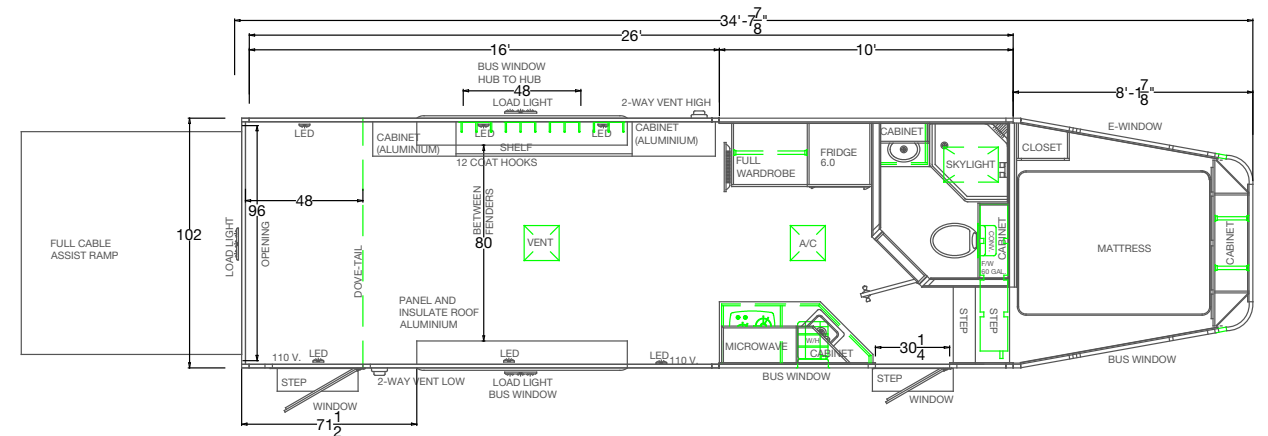 34'-7 7/8"
26'
16'
10'
8'-1 7/8"
BUS WINDOW
HUB TO HUB
48
LOAD LIGHT
2-WAY VENT HIGH
E-WINDOW
LED
CABINET
(ALUMINIUM)
LED
LED
SHELF
CABINET
(ALUMINIUM)
12 COAT HOOKS
FULL
WARDROBE
FRIDGE
6.0
CABINET
SKYLIGHT
CLOSET
48
96
102
OPENING
LOAD LIGHT
FULL CABLE
ASSIST RAMP
DOVE-TAIL
BETWEEN
FENDERS
80
VENT
A/C
CONV.
CABINET
F/W
50 GAL.
MATTRESS
CABINET
PANEL AND
INSULATE ROOF
ALUMINIUM
STEP
STEP
110 V.
LED
LED
LED
110 V.
MICROWAVE
W/H
CABINET
30 1/4
STEP
2-WAY VENT LOW
LOAD LIGHT
BUS WINDOW
BUS WINDOW
STEP
BUS WINDOW
WINDOW
WINDOW
71 1/2